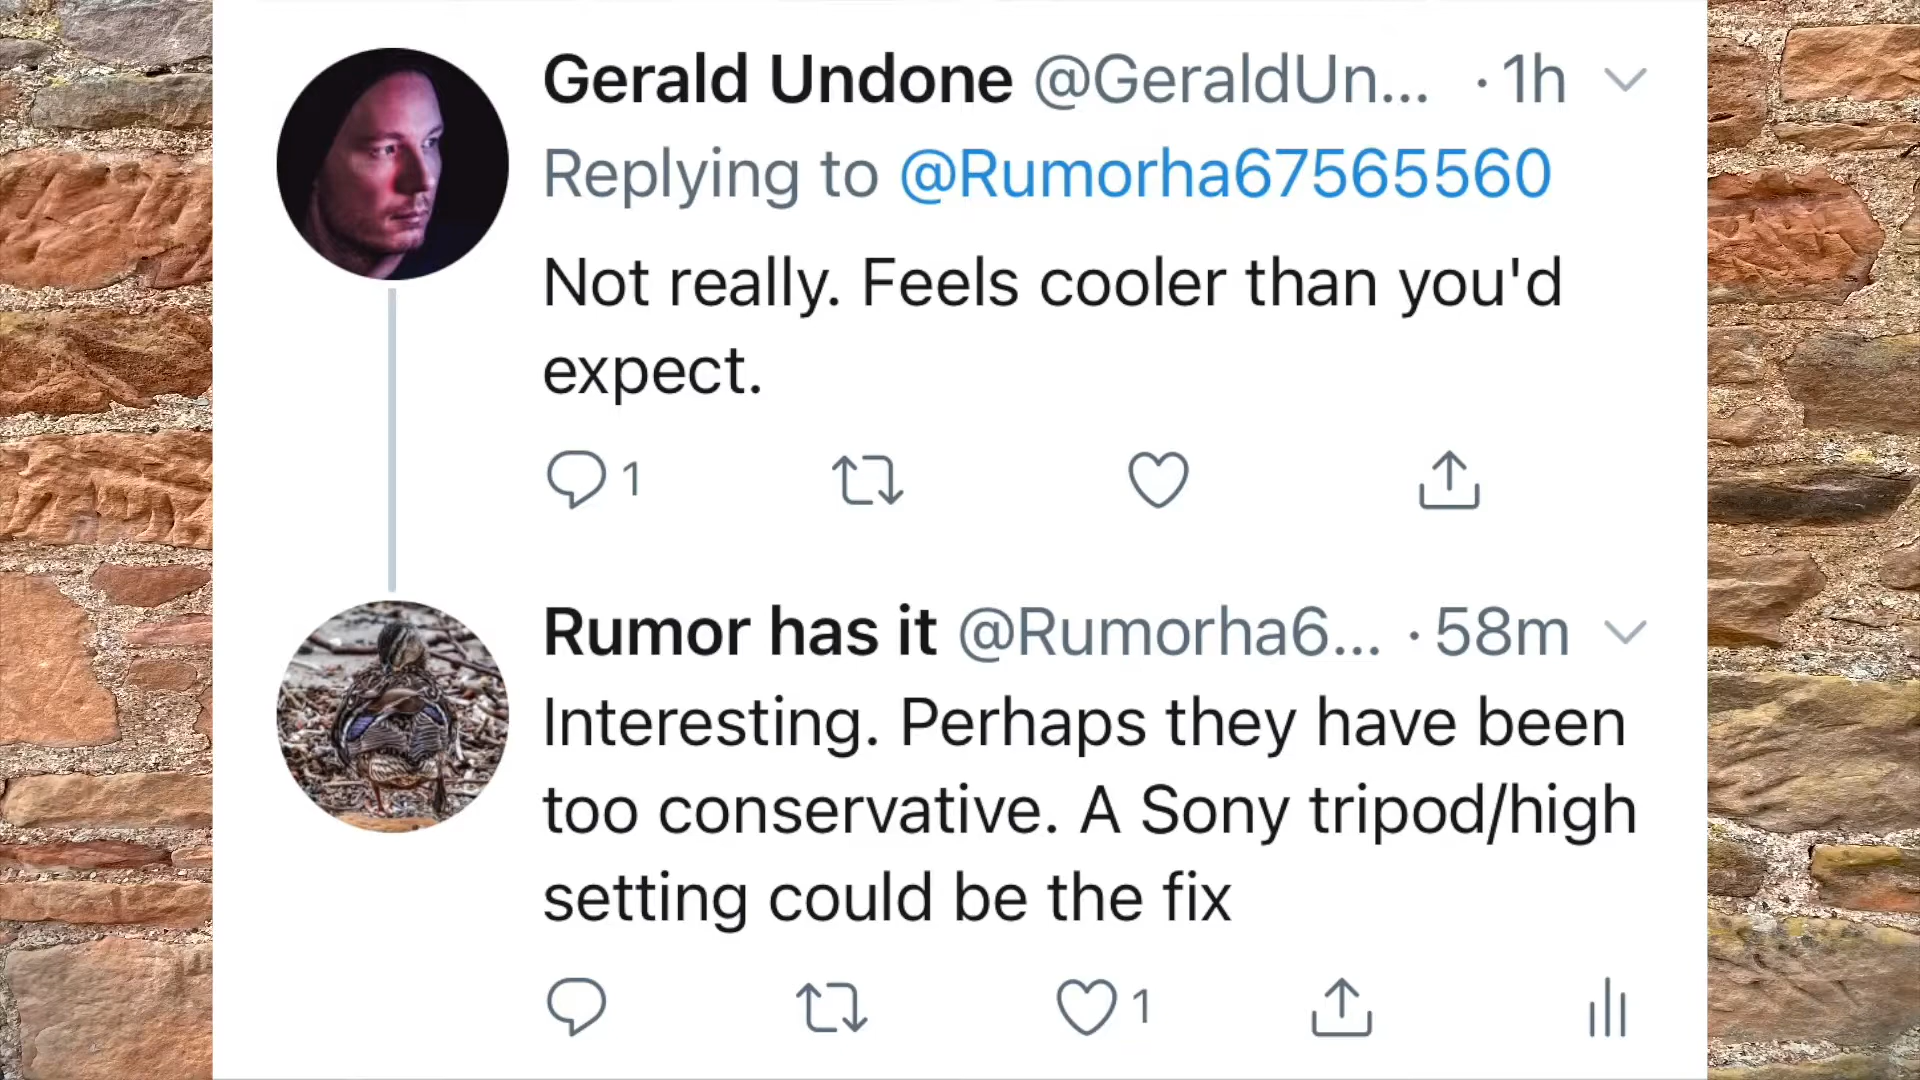 Gerald Undone @GeraldUn... · 1h
Replying to @Rumorha67565560
Not really. Feels cooler than you'd
expect.
1
Rumor has it @Rumorha6... · 58m
Interesting. Perhaps they have been
too conservative. A Sony tripod/high
setting could be the fix
1